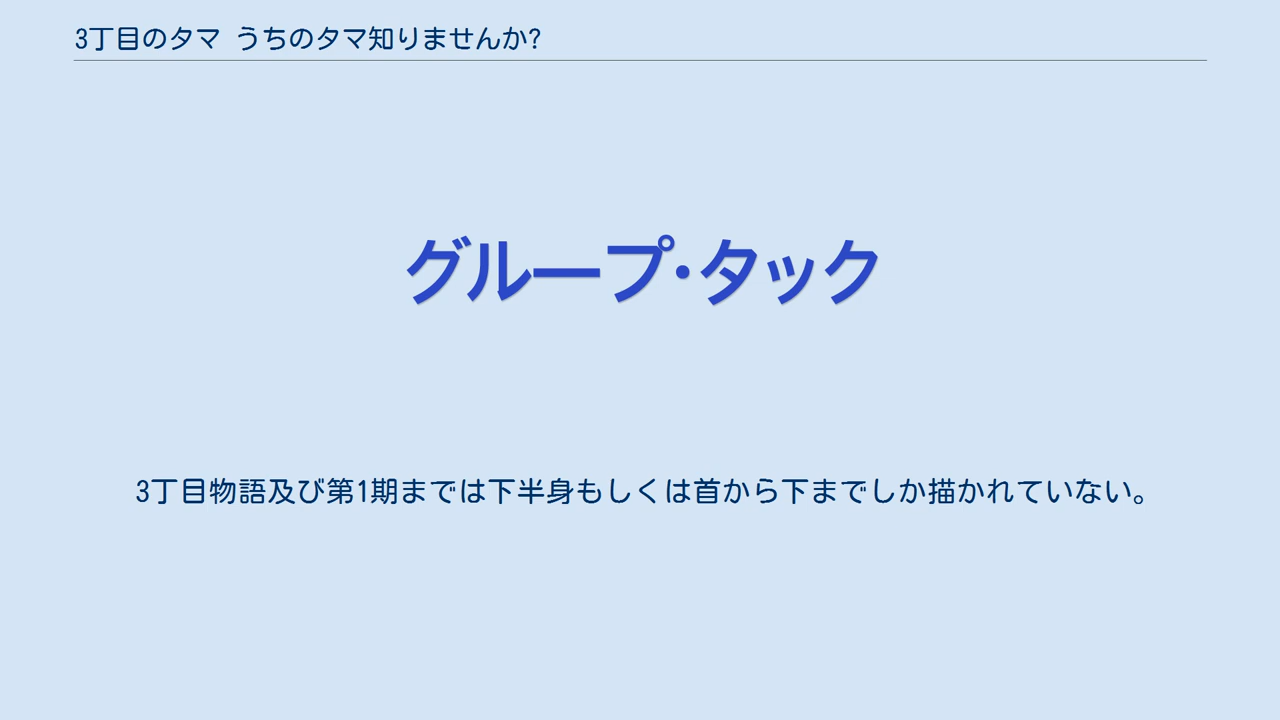 3丁目のタマ うちのタマ知りませんか?
グループ・タック
3丁目物語及び第1期までは下半身もしくは首から下までしか描かれていない。